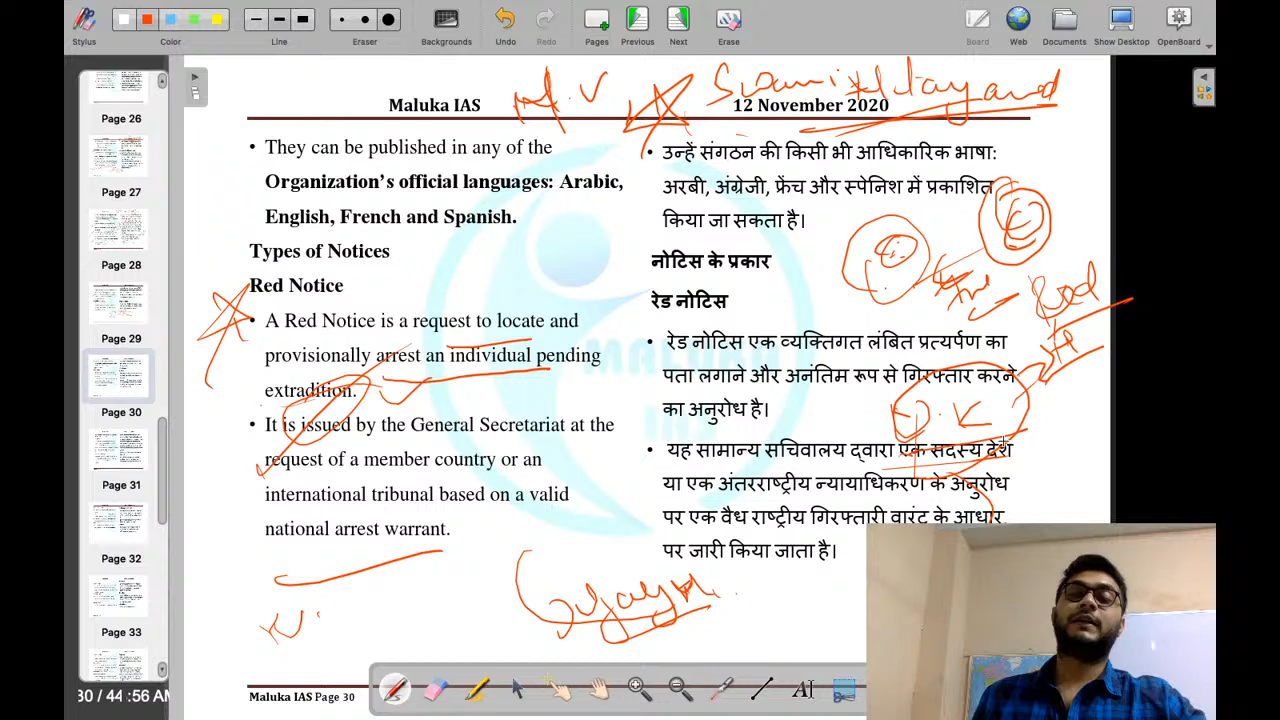 Stylus
Color
Line
Eraser
Backgrounds
Undo
Redo
Pages
Previous
Next
Erase
Board
Web
Documents
Show Desktop
OpenBoard
Page 26
Page 27
Page 28
Page 29
Page 30
Page 31
Page 32
Page 33
30 / 44
:56 AM
Maluka IAS
12 November 2020
• They can be published in any of the
Organization's official languages: Arabic,
English, French and Spanish.
Types of Notices
Red Notice
• A Red Notice is a request to locate and
provisionally arrest an individual pending
extradition.
• It is issued by the General Secretariat at the
request of a member country or an
international tribunal based on a valid
national arrest warrant.
• उन्हें संगठन की किसी भी आधिकारिक भाषा:
अरबी, अंग्रेजी, फ्रेंच और स्पेनिश में प्रकाशित
किया जा सकता है।
नोटिस के प्रकार
रेड नोटिस
• रेड नोटिस एक व्यक्तिगत लंबित प्रत्यर्पण का
पता लगाने और अनंतिम रूप से गिरफ्तार करने
का अनुरोध है।
• यह सामान्य सचिवालय द्वारा एक सदस्य देश
या एक अंतरराष्ट्रीय न्यायाधिकरण के अनुरोध
पर एक वैध राष्ट्रीय गिरफ्तारी वारंट के आधार
पर जारी किया जाता है।
Red
Maluka IAS Page 30